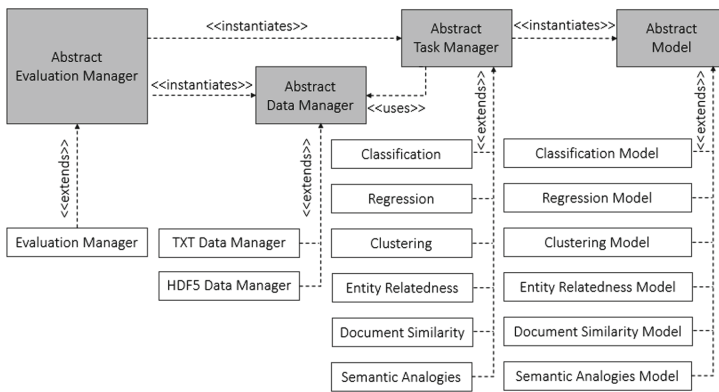 Abstract
Evaluation Manager
<<instantiates>>
Abstract
Task Manager
<<instantiates>>
Abstract
Model
<<instantiates>>
Abstract
Data Manager
<<uses>>
<<extends>>
<<extends>>
<<extends>>
<<extends>>
Evaluation Manager
TXT Data Manager
HDF5 Data Manager
Classification
Regression
Clustering
Entity Relatedness
Document Similarity
Semantic Analogies
Classification Model
Regression Model
Clustering Model
Entity Relatedness Model
Document Similarity Model
Semantic Analogies Model